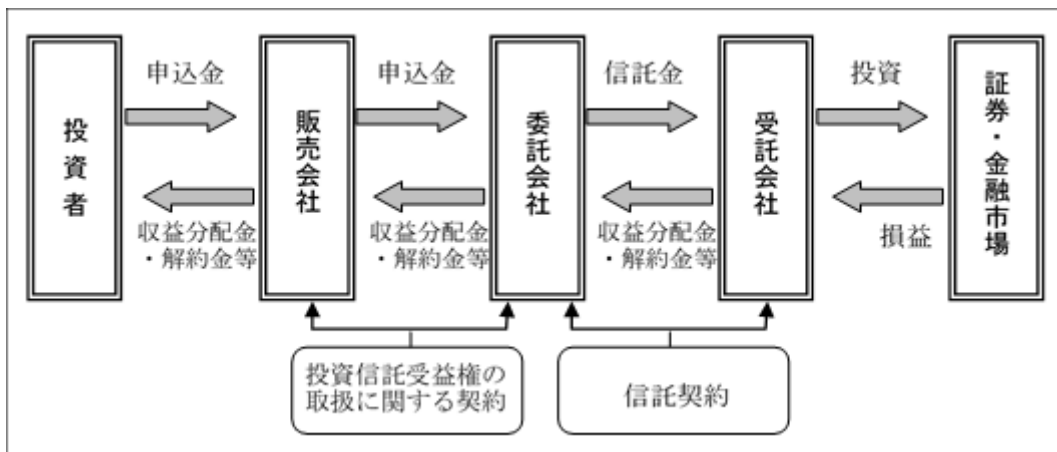 投資者
申込金
収益分配金
・解約金等
販売会社
申込金
収益分配金
・解約金等
委託会社
信託金
収益分配金
・解約金等
受託会社
投資
損益
証券・金融市場
投資信託受益権の
取扱に関する契約
信託契約